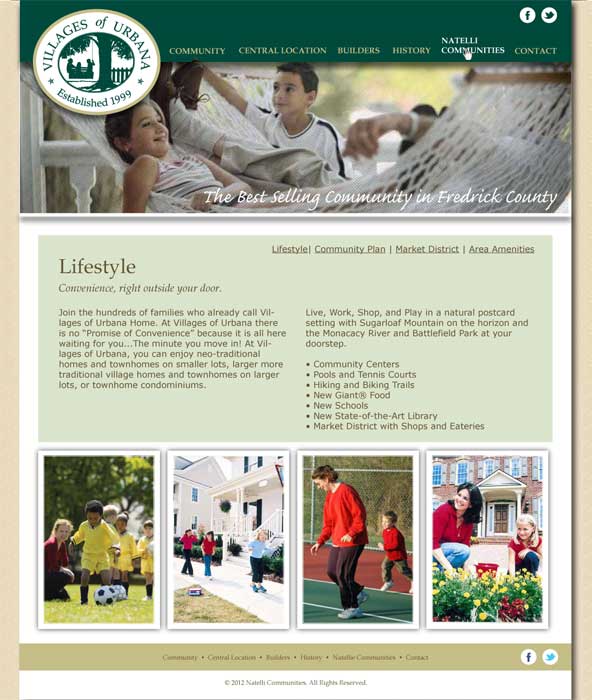 VILLAGES of URBANA
Established 1999
COMMUNITY CENTRAL LOCATION BUILDERS HISTORY NATELLI COMMUNITIES CONTACT
The Best Selling Community in Fredrick County
Lifestyle| Community Plan | Market District | Area Amenities
Lifestyle
Convenience, right outside your door.
Join the hundreds of families who already call Vil-
lages of Urbana Home. At Villages of Urbana there
is no “Promise of Convenience” because it is all here
waiting for you...The minute you move in! At Vil-
lages of Urbana, you can enjoy neo-traditional
homes and townhomes on smaller lots, larger more
traditional village homes and townhomes on larger
lots, or townhome condominiums.
Live, Work, Shop, and Play in a natural postcard
setting with Sugarloaf Mountain on the horizon and
the Monacacy River and Battlefield Park at your
doorstep.
• Community Centers
• Pools and Tennis Courts
• Hiking and Biking Trails
• New Giant® Food
• New Schools
• New State-of-the-Art Library
• Market District with Shops and Eateries
Community • Central Location • Builders • History • Natellie Communities • Contact
© 2012 Natelli Communities. All Rights Reserved.